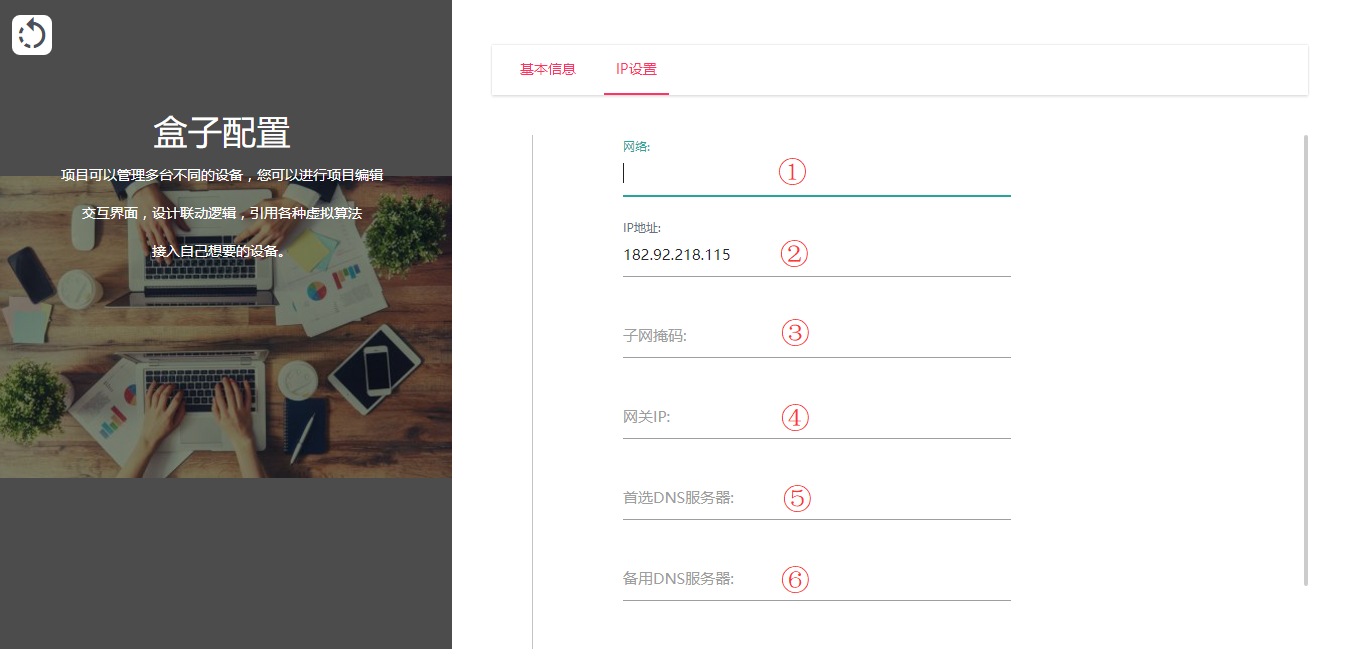 盒子配置
项目可以管理多台不同的设备，您可以进行项目编辑
交互界面，设计联动逻辑，引用各种虚拟算法
接入自己想要的设备。
基本信息
IP设置
网络:
①
IP地址:
182.92.218.115
②
子网掩码:
③
网关IP:
④
首选DNS服务器:
⑤
备用DNS服务器:
⑥